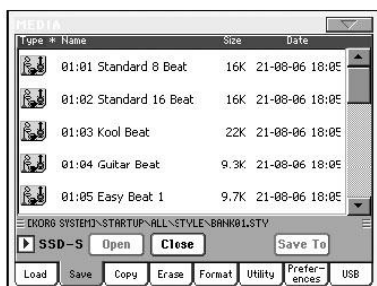 MEDIA
Type * Name Size Date
01:01 Standard 8 Beat 16K 21-08-06 18:05
01:02 Standard 16 Beat 16K 21-08-06 18:05
01:03 Kool Beat 22K 21-08-06 18:05
01:04 Guitar Beat 9.3K 21-08-06 18:05
01:05 Easy Beat 1 9.7K 21-08-06 18:05
[KORG SYSTEM]\STARTUP\ALL\STYLE\BANK01.STY
SSD-S Open Close Save To
Load Save Copy Erase Format Utility Prefer-ences USB